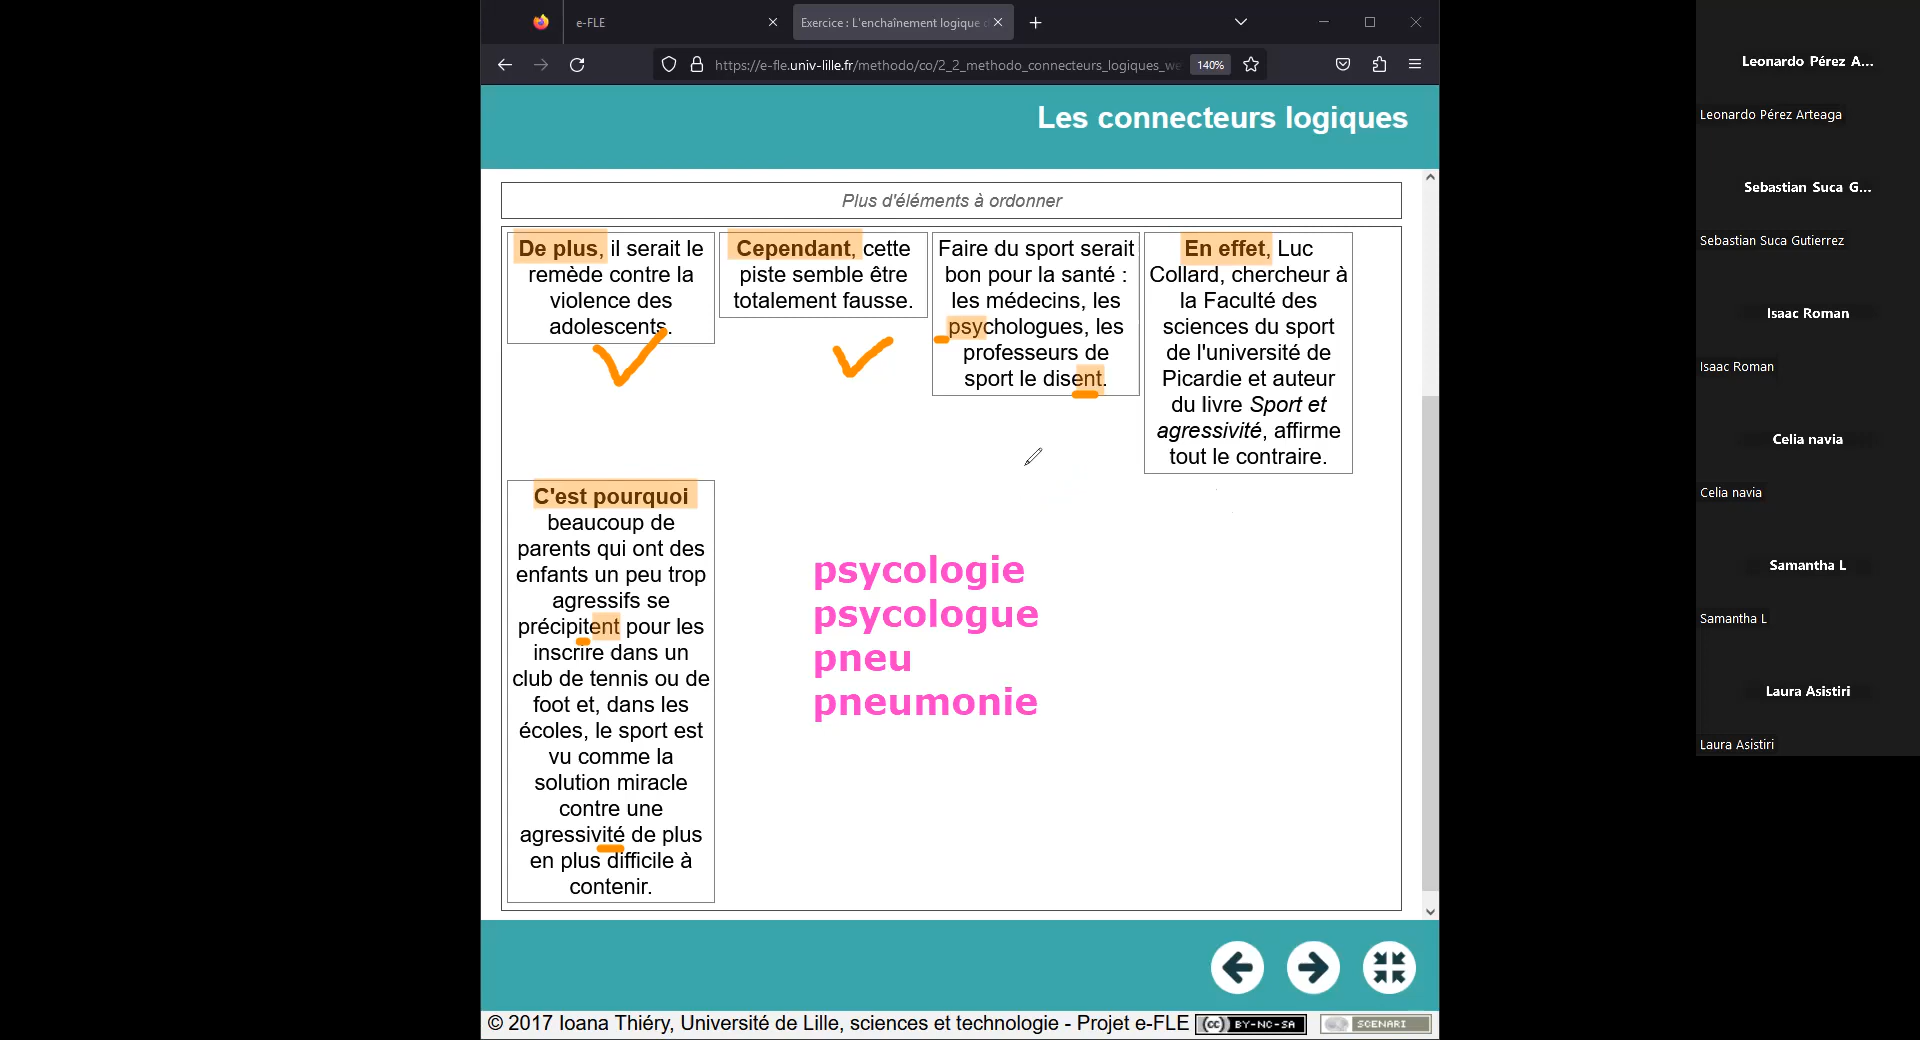 e-FLE
Exercice : L'enchaînement logique d
https://e-fle.univ-lille.fr/methodo/co/2_2_methodo_connecteurs_logiques_we
140%
Les connecteurs logiques
Plus d'éléments à ordonner
De plus, il serait le
remède contre la
violence des
adolescents.
Cependant, cette
piste semble être
totalement fausse.
Faire du sport serait
bon pour la santé :
les médecins, les
psychologues, les
professeurs de
sport le disent.
En effet, Luc
Collard, chercheur à
la Faculté des
sciences du sport
de l'université de
Picardie et auteur
du livre Sport et
agressivité, affirme
tout le contraire.
C'est pourquoi
beaucoup de
parents qui ont des
enfants un peu trop
agressifs se
précipitent pour les
inscrire dans un
club de tennis ou de
foot et, dans les
écoles, le sport est
vu comme la
solution miracle
contre une
agressivité de plus
en plus difficile à
contenir.
psycologie
psycologue
pneu
pneumonie
© 2017 Ioana Thiéry, Université de Lille, sciences et technologie - Projet e-FLE
cc BY-NC-SA
SCENARI
Leonardo Pérez A...
Leonardo Pérez Arteaga
Sebastian Suca G...
Sebastian Suca Gutierrez
Isaac Roman
Isaac Roman
Celia navia
Celia navia
Samantha L
Samantha L
Laura Asistiri
Laura Asistiri